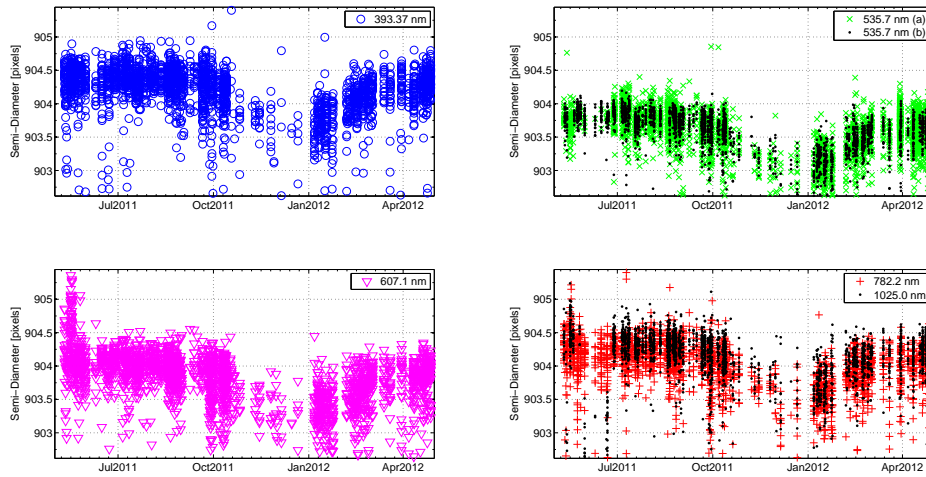 393.37 nm
905
904.5
904
903.5
903
Semi−Diameter [pixels]
Jul2011 Oct2011 Jan2012 Apr2012
535.7 nm (a)
535.7 nm (b)
905
904.5
904
903.5
903
Semi−Diameter [pixels]
Jul2011 Oct2011 Jan2012 Apr2012
607.1 nm
905
904.5
904
903.5
903
Semi−Diameter [pixels]
Jul2011 Oct2011 Jan2012 Apr2012
782.2 nm
1025.0 nm
905
904.5
904
903.5
903
Semi−Diameter [pixels]
Jul2011 Oct2011 Jan2012 Apr2012